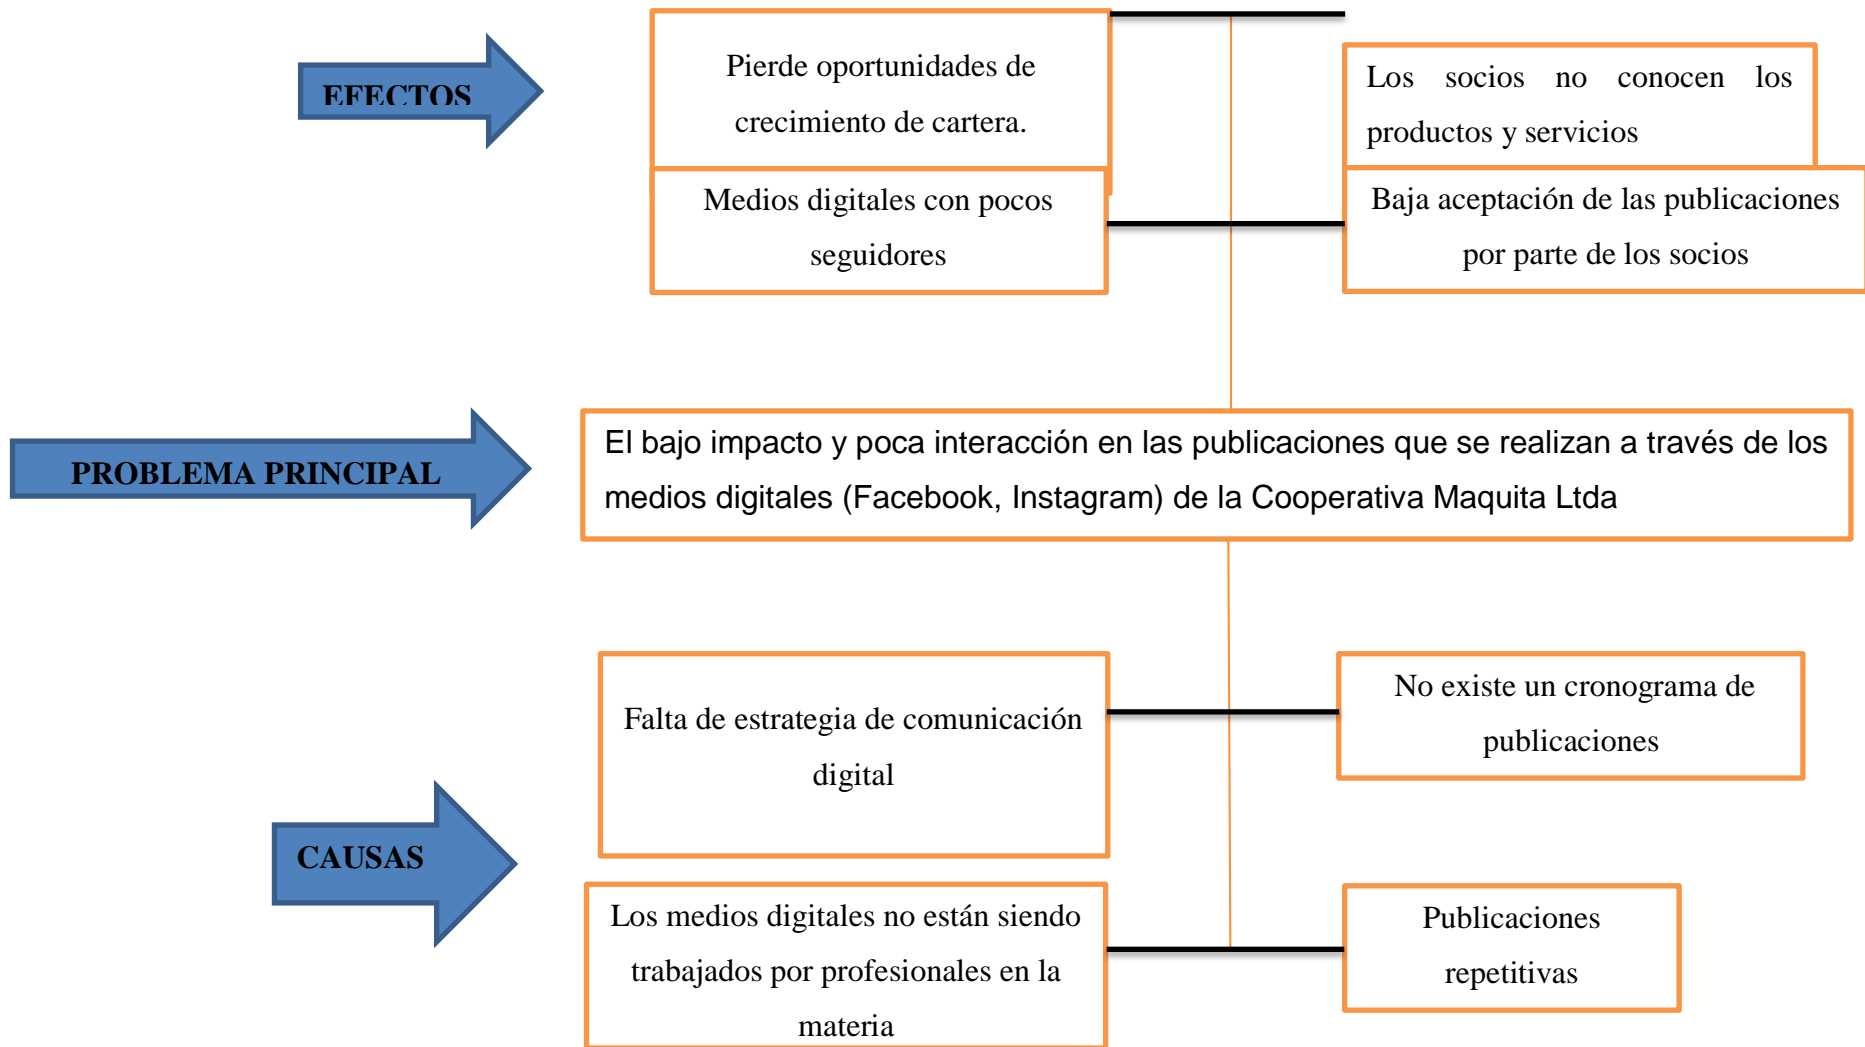 EFECTOS
Pierde oportunidades de
crecimiento de cartera.
Los socios no conocen los
productos y servicios
Medios digitales con pocos
seguidores
Baja aceptación de las publicaciones
por parte de los socios
PROBLEMA PRINCIPAL
El bajo impacto y poca interacción en las publicaciones que se realizan a través de los
medios digitales (Facebook, Instagram) de la Cooperativa Maquita Ltda
CAUSAS
Falta de estrategia de comunicación
digital
No existe un cronograma de
publicaciones
Los medios digitales no están siendo
trabajados por profesionales en la
materia
Publicaciones
repetitivas